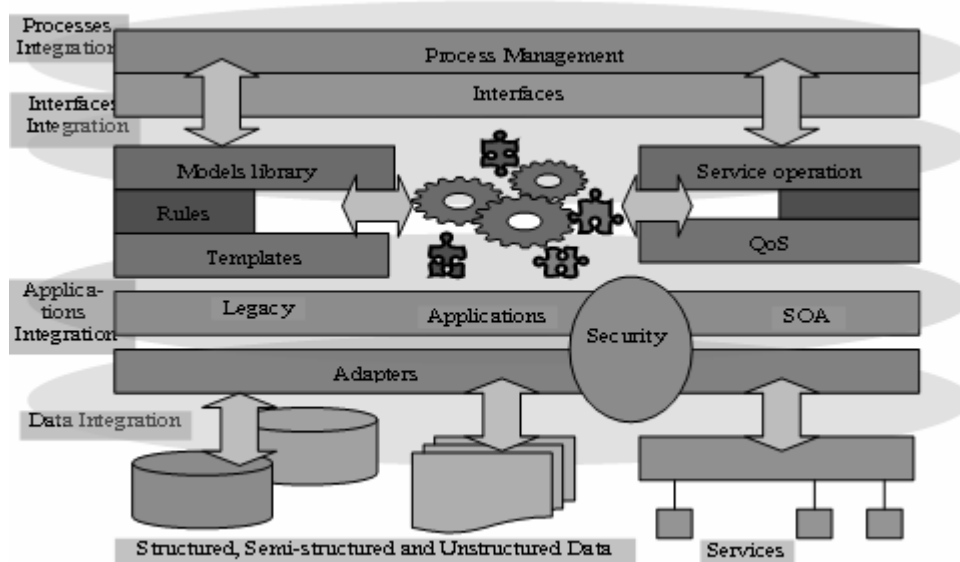 Processes
Integration
Process Management
Interfaces
Interfaces
Integration
Models library
Service operation
Rules
Templates
QoS
Applica-
tions
Integration
Legacy
Applications
Security
SOA
Adapters
Data Integration
Structured, Semi-structured and Unstructured Data
Services